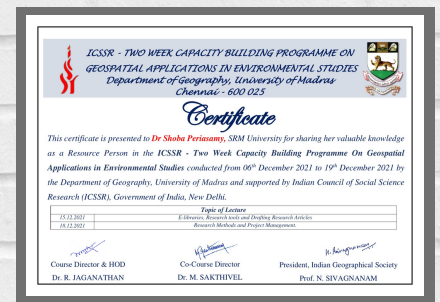 ICSSR - TWO WEEK CAPACITY BUILDING PROGRAMME ON
GEOSPATIAL APPLICATIONS IN ENVIRONMENTAL STUDIES
Department of Geography, University of Madras
Chennai - 600 025
Certificate
This certificate is presented to Dr Shoba Periasamy, SRM University for sharing her valuable knowledge
as a Resource Person in the ICSSR - Two Week Capacity Building Programme On Geospatial
Applications in Environmental Studies conducted from 06th December 2021 to 19th December 2021 by
the Department of Geography, University of Madras and supported by Indian Council of Social Science
Research (ICSSR), Government of India, New Delhi.
Topic of Lecture
15.12.2021 E-libraries, Research tools and Drafting Research Articles
18.12.2021 Research Methods and Project Management.
Course Director & HOD Co-Course Director President, Indian Geographical Society
Dr. R. JAGANATHAN Dr. M. SAKTHIVEL Prof. N. SIVAGNANAM